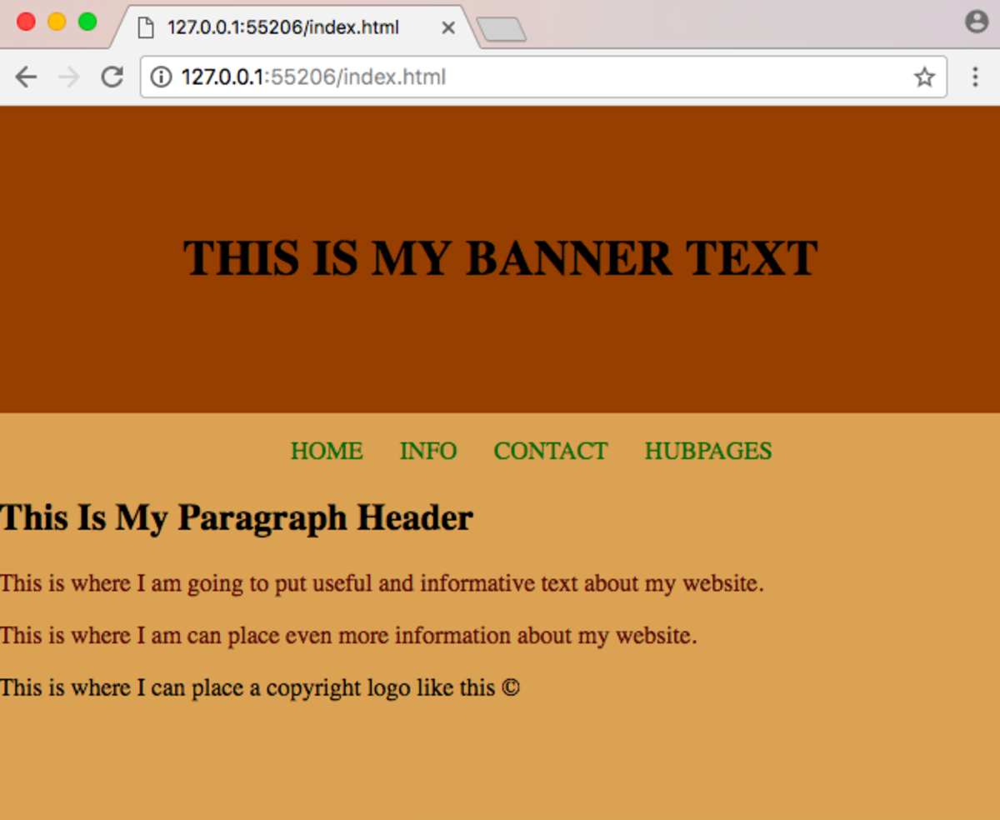 127.0.0.1:55206/index.html
127.0.0.1:55206/index.html
THIS IS MY BANNER TEXT
HOME INFO CONTACT HUBPAGES
This Is My Paragraph Header
This is where I am going to put useful and informative text about my website.
This is where I am can place even more information about my website.
This is where I can place a copyright logo like this ©